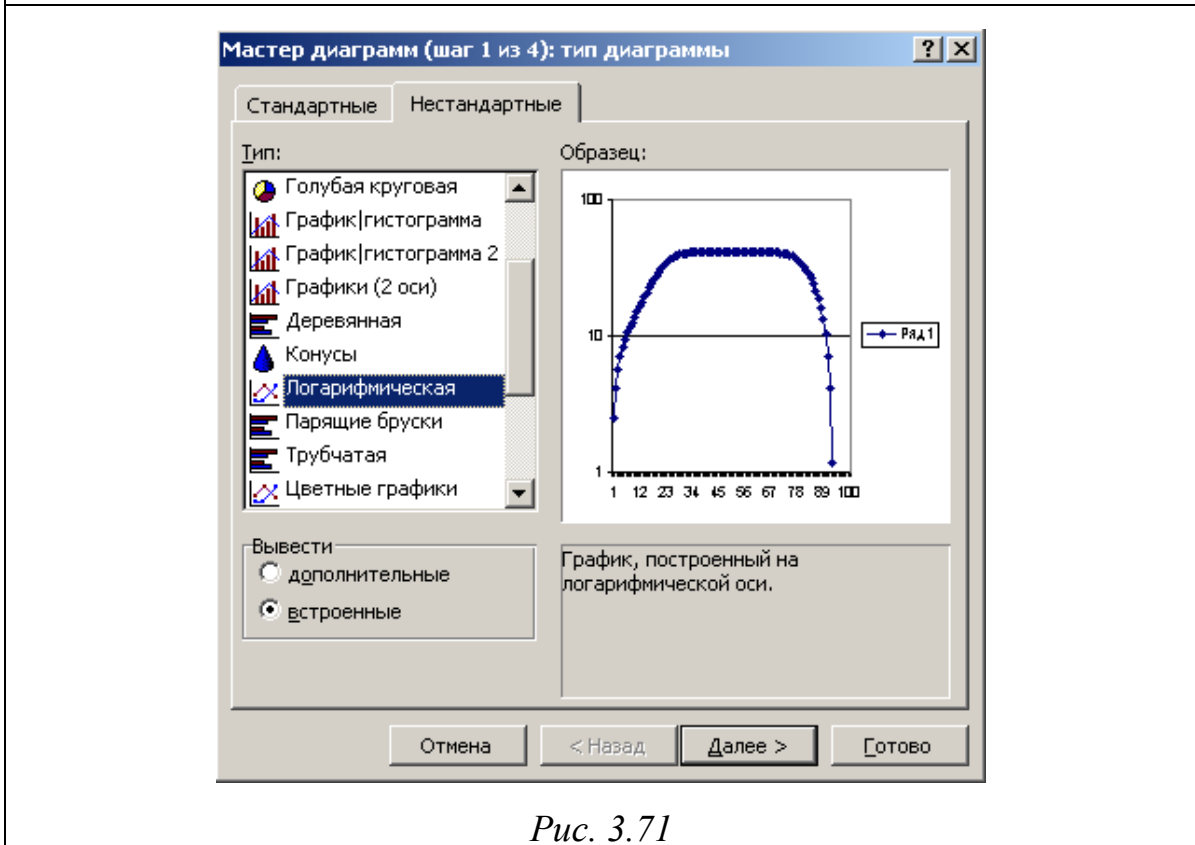 Мастер диаграмм (шаг 1 из 4): тип диаграммы
Стандартные
Нестандартные
Тип:
Голубая круговая
График|гистограмма
График|гистограмма 2
Графики (2 оси)
Деревянная
Конусы
Логарифмическая
Парящие бруски
Трубчатая
Цветные графики
Образец:
100
10
1
1 12 23 34 45 56 67 78 89 100
Ряд1
Вывести
дополнительные
встроенные
График, построенный на
логарифмической оси.
Отмена
< Назад
Далее >
Готово
Рис. 3.71